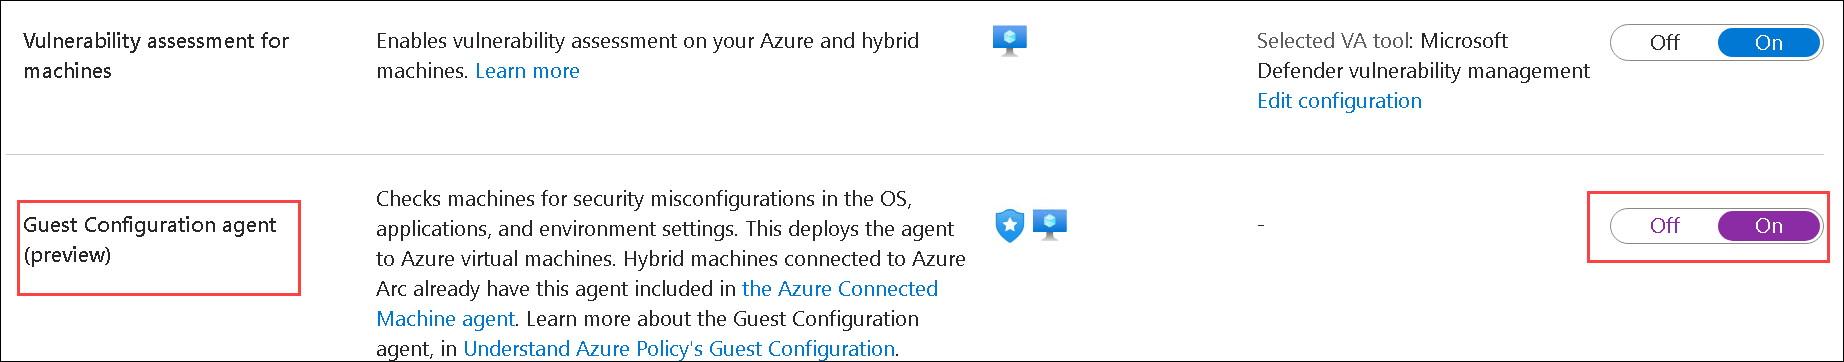 Vulnerability assessment for
machines
Enables vulnerability assessment on your Azure and hybrid
machines. Learn more
Selected VA tool: Microsoft
Defender vulnerability management
Edit configuration
Off On
Guest Configuration agent
(preview)
Checks machines for security misconfigurations in the OS,
applications, and environment settings. This deploys the agent
to Azure virtual machines. Hybrid machines connected to Azure
Arc already have this agent included in the Azure Connected
Machine agent. Learn more about the Guest Configuration
agent, in Understand Azure Policy's Guest Configuration.
-
Off On